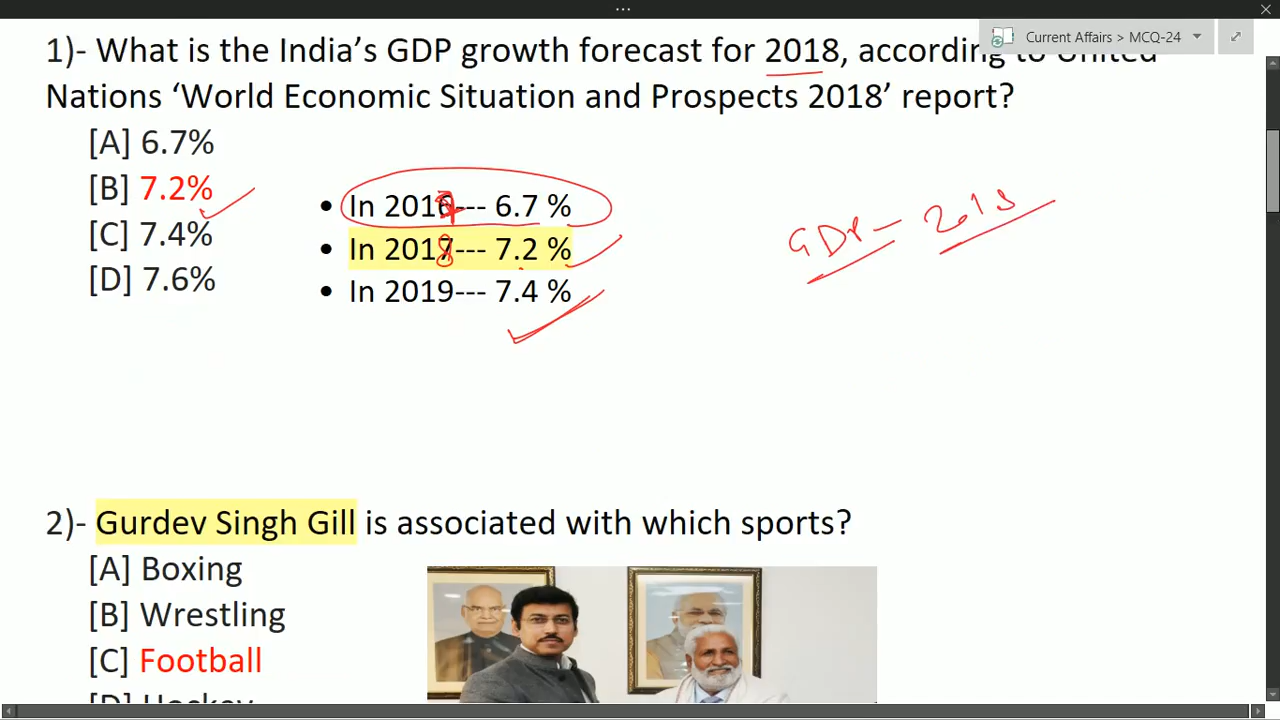 ...
1)- What is the India’s GDP growth forecast for 2018, according to United
Current Affairs > MCQ-24
Nations ‘World Economic Situation and Prospects 2018’ report?
[A] 6.7%
[B] 7.2%
[C] 7.4%
[D] 7.6%
• In 2016--- 6.7 %
7
• In 2017--- 7.2 %
8
• In 2019--- 7.4 %
GDP - 2018
2)- Gurdev Singh Gill is associated with which sports?
[A] Boxing
[B] Wrestling
[C] Football
[D] Hockey